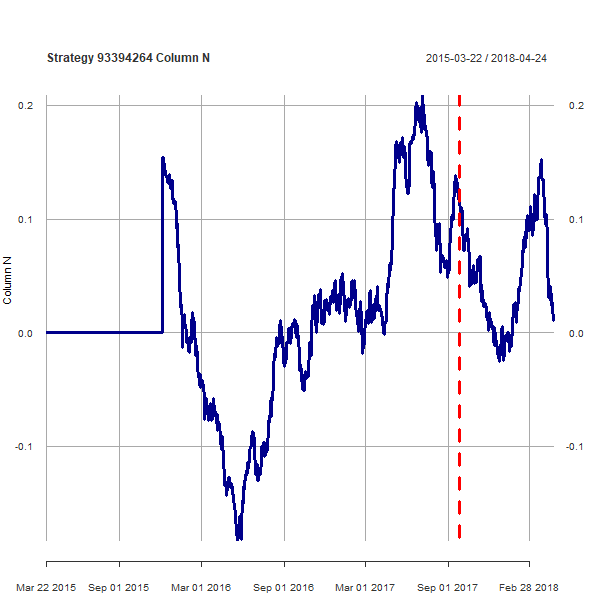 Strategy 93394264 Column N
2015-03-22 / 2018-04-24
0.2
0.2
0.1
0.1
Column N
0.0
0.0
-0.1
-0.1
Mar 22 2015
Sep 01 2015
Mar 01 2016
Sep 01 2016
Mar 01 2017
Sep 01 2017
Feb 28 2018